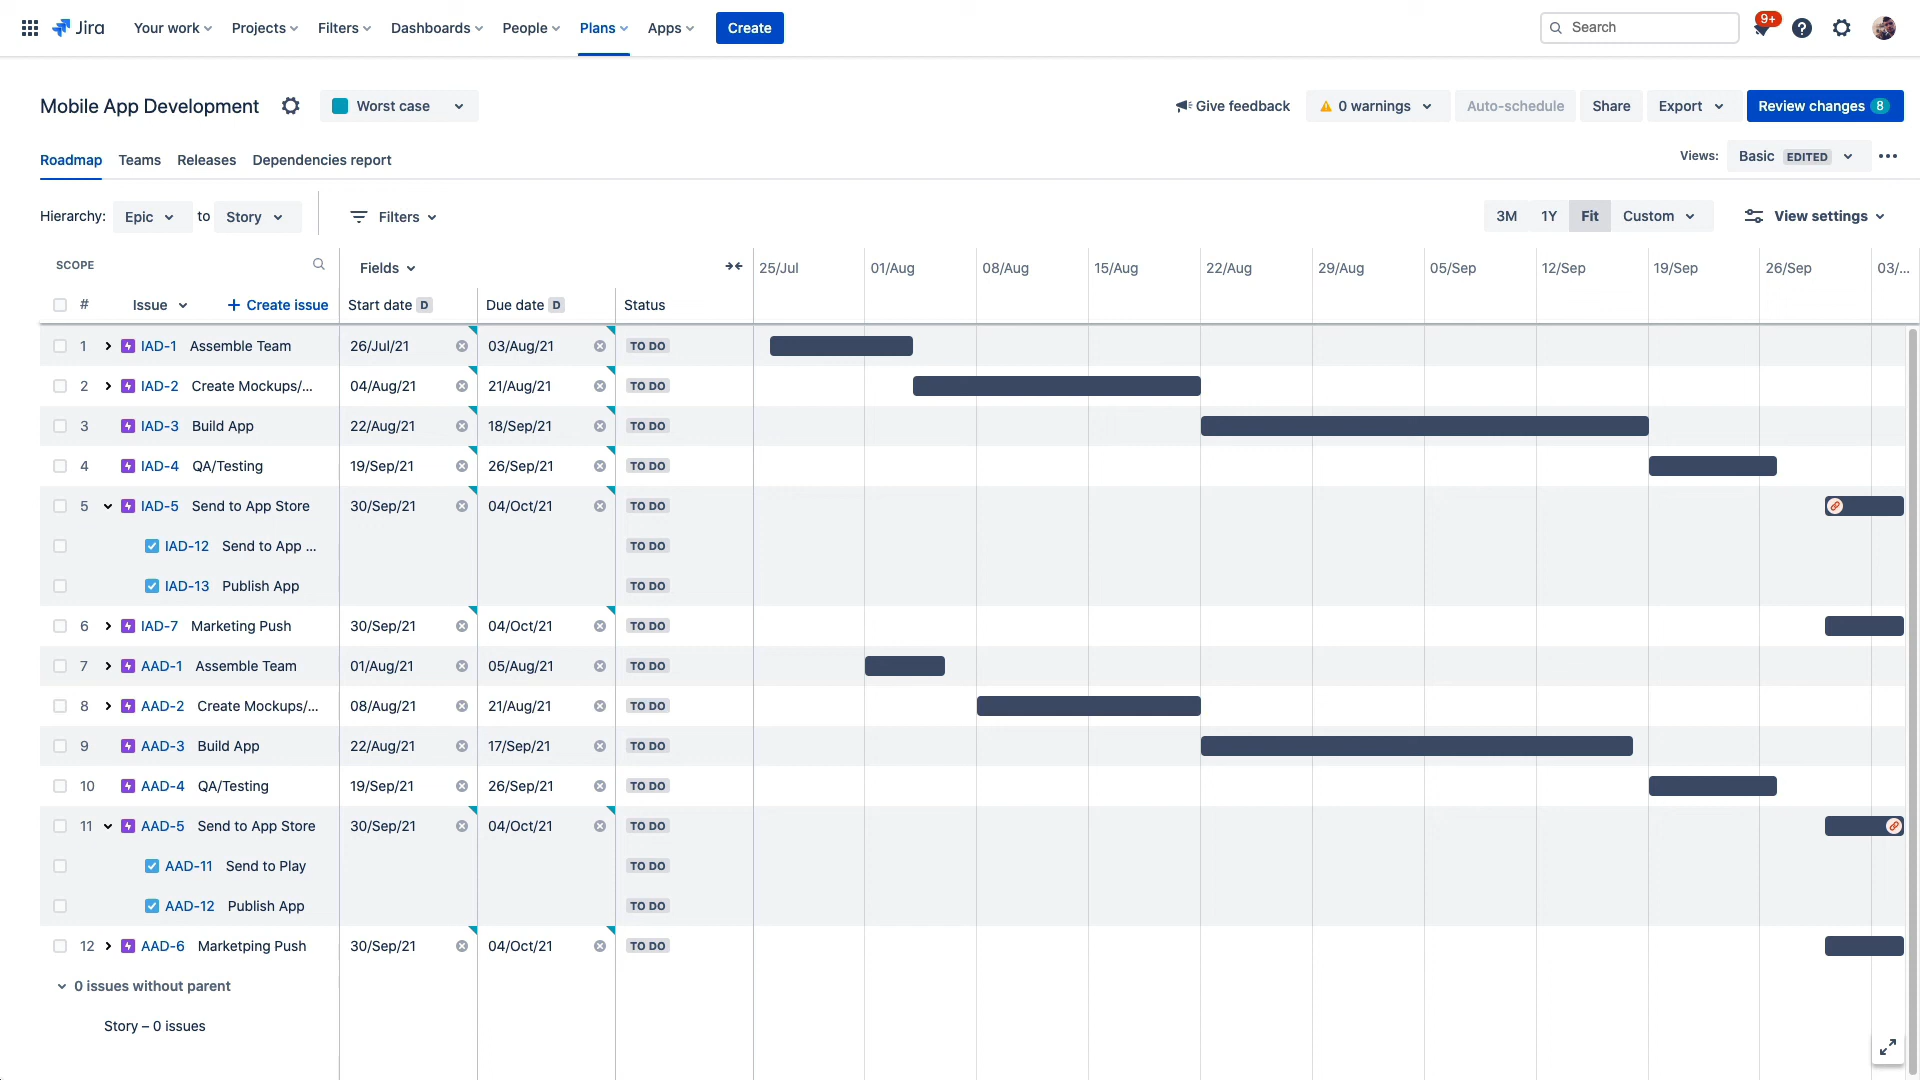 Jira Your work Projects Filters Dashboards People Plans Apps Create Search 9+
Mobile App Development Worst case Give feedback 0 warnings Auto-schedule Share Export Review changes 8
Roadmap Teams Releases Dependencies report Views: Basic EDITED
Hierarchy: Epic to Story Filters 3M 1Y Fit Custom View settings
SCOPE Fields 25/Jul 01/Aug 08/Aug 15/Aug 22/Aug 29/Aug 05/Sep 12/Sep 19/Sep 26/Sep 03/...
# Issue + Create issue Start date D Due date D Status
1 IAD-1 Assemble Team 26/Jul/21 03/Aug/21 TO DO
2 IAD-2 Create Mockups/... 04/Aug/21 21/Aug/21 TO DO
3 IAD-3 Build App 22/Aug/21 18/Sep/21 TO DO
4 IAD-4 QA/Testing 19/Sep/21 26/Sep/21 TO DO
5 IAD-5 Send to App Store 30/Sep/21 04/Oct/21 TO DO
IAD-12 Send to App ... TO DO
IAD-13 Publish App TO DO
6 IAD-7 Marketing Push 30/Sep/21 04/Oct/21 TO DO
7 AAD-1 Assemble Team 01/Aug/21 05/Aug/21 TO DO
8 AAD-2 Create Mockups/... 08/Aug/21 21/Aug/21 TO DO
9 AAD-3 Build App 22/Aug/21 17/Sep/21 TO DO
10 AAD-4 QA/Testing 19/Sep/21 26/Sep/21 TO DO
11 AAD-5 Send to App Store 30/Sep/21 04/Oct/21 TO DO
AAD-11 Send to Play TO DO
AAD-12 Publish App TO DO
12 AAD-6 Marketping Push 30/Sep/21 04/Oct/21 TO DO
0 issues without parent
Story – 0 issues